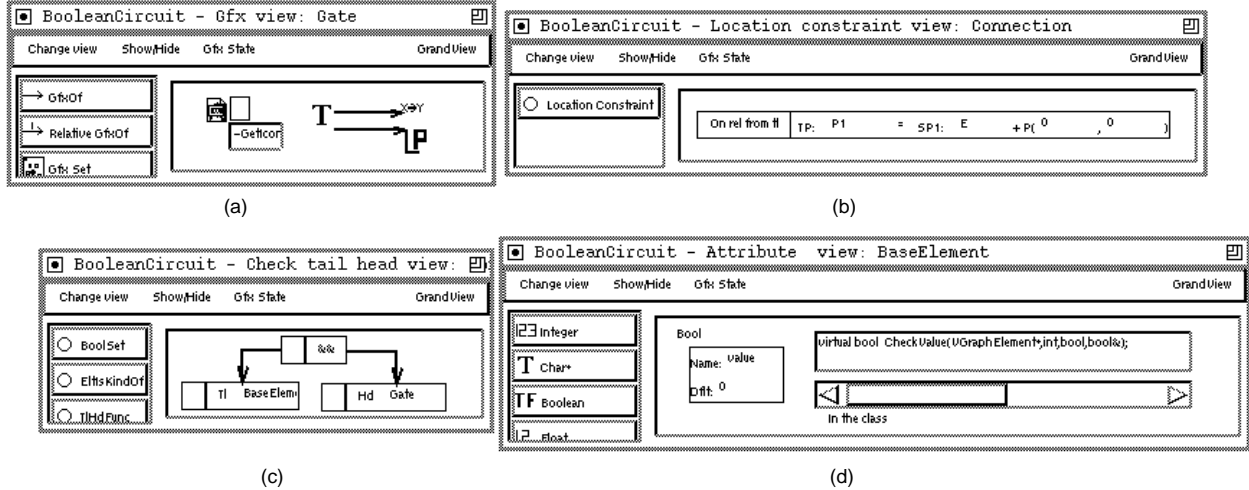 BooleanCircuit - Gfx view: Gate
Change view Show/Hide Gfx State GrandView
GfxOf
Relative GfxOf
Gfx Set
-GetIcon
T
X→Y
P
(a)
BooleanCircuit - Location constraint view: Connection
Change view Show/Hide Gfx State GrandView
Location Constraint
On rel from tl TP: P1 = SP1: E + P( 0 , 0 )
(b)
BooleanCircuit - Check tail head view:
Change view Show/Hide Gfx State GrandView
BoolSet
EltIsKindOf
TlHdFunc
&&
Tl BaseElem
Hd Gate
(c)
BooleanCircuit - Attribute view: BaseElement
Change view Show/Hide Gfx State GrandView
123 Integer
T Char*
TF Boolean
12. Float
Bool
Name: value
Dflt: 0
virtual bool CheckValue(VGraphElement*,int,bool,bool&);
In the class
(d)